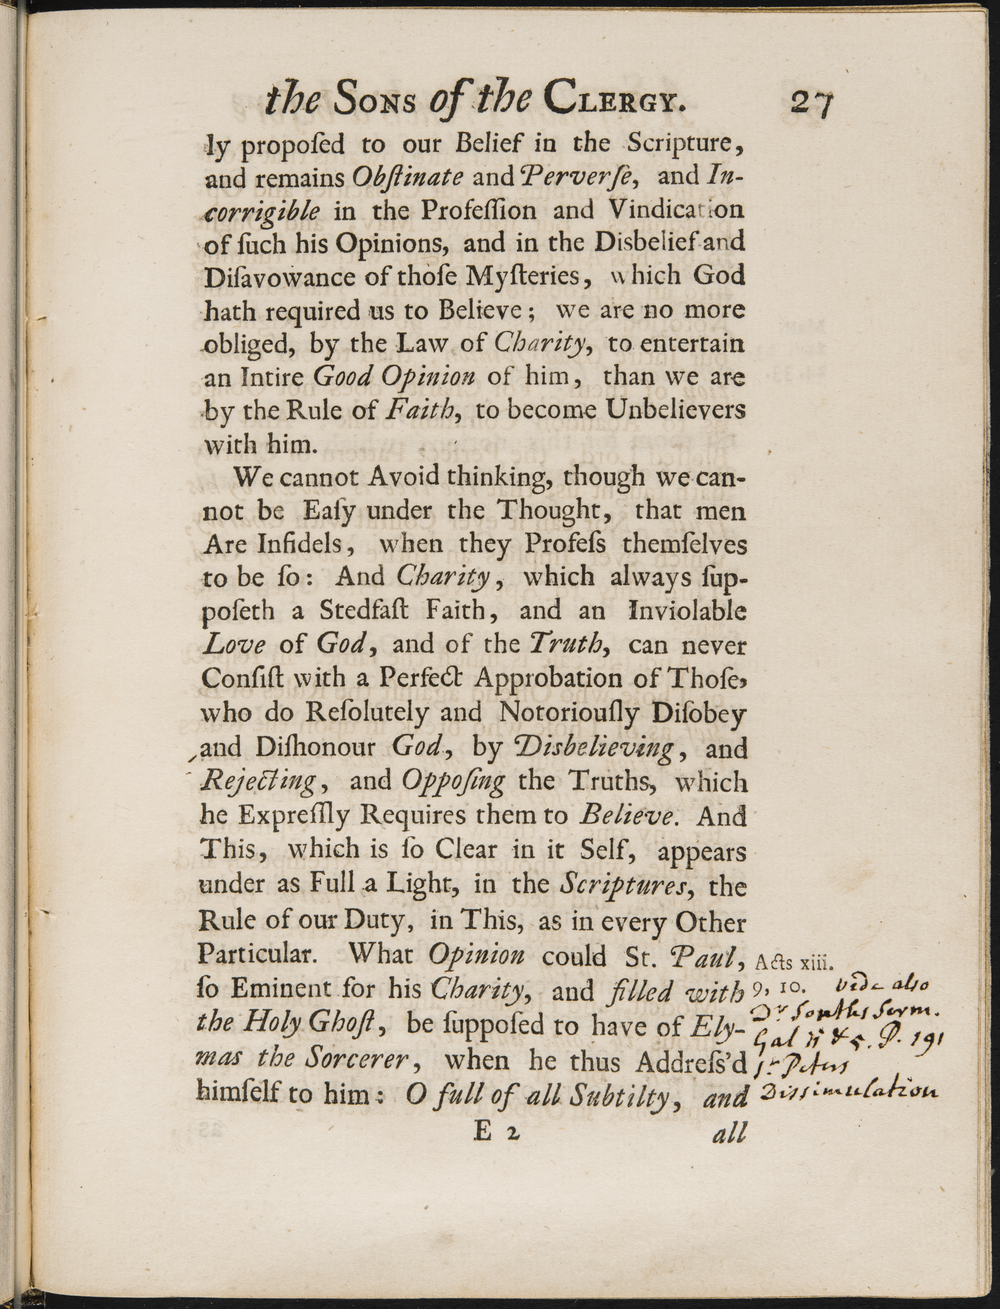 the Sons of the Clergy. 27
ly propoſed to our Belief in the Scripture,
and remains Obſtinate and Perverſe, and In-
corrigible in the Profeſſion and Vindication
of ſuch his Opinions, and in the Disbelief and
Diſavowance of thoſe Myſteries, which God
hath required us to Believe; we are no more
obliged, by the Law of Charity, to entertain
an Intire Good Opinion of him, than we are
by the Rule of Faith, to become Unbelievers
with him.
We cannot Avoid thinking, though we can-
not be Eaſy under the Thought, that men
Are Infidels, when they Profeſs themſelves
to be ſo: And Charity, which always ſup-
poſeth a Stedfaſt Faith, and an Inviolable
Love of God, and of the Truth, can never
Conſiſt with a Perfect Approbation of Thoſe,
who do Reſolutely and Notoriouſly Diſobey
and Diſhonour God, by Disbelieving, and
Rejecting, and Oppoſing the Truths, which
he Expreſſly Requires them to Believe. And
This, which is ſo Clear in it Self, appears
under as Full a Light, in the Scriptures, the
Rule of our Duty, in This, as in every Other
Particular. What Opinion could St. Paul,
ſo Eminent for his Charity, and filled with
the Holy Ghoſt, be ſuppoſed to have of Ely-
mas the Sorcerer, when he thus Addreſs'd
himſelf to him: O full of all Subtilty, and
Acts xiii.
9, 10. vide also
Dr Souths Serm.
Gal & 5. P. 191
St Peters
Dissimulation
E 2 all